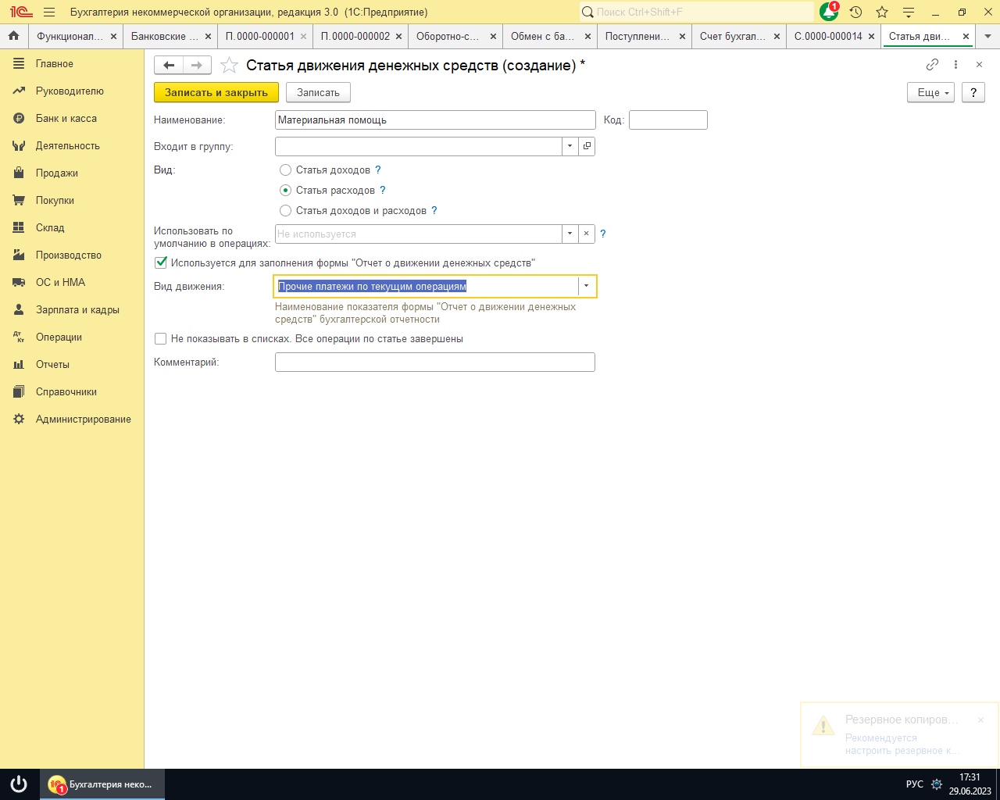 Бухгалтерия некоммерческой организации, редакция 3.0 (1С:Предприятие)
Поиск Ctrl+Shift+F
1
Функционал... Банковские ... П.0000-000001 П.0000-000002 Оборотно-с... Обмен с ба... Поступлени... Счет бухгал... С.0000-000014 Статья дви...
Главное
Руководителю
Банк и касса
Деятельность
Продажи
Покупки
Склад
Производство
ОС и НМА
Зарплата и кадры
Дт Кт Операции
Отчеты
Справочники
Администрирование
Статья движения денежных средств (создание) *
Записать и закрыть Записать Еще ?
Наименование: Материальная помощь Код:
Входит в группу:
Вид: Статья доходов ?
Статья расходов ?
Статья доходов и расходов ?
Использовать по
умолчанию в операциях: Не используется ?
Используется для заполнения формы "Отчет о движении денежных средств"
Вид движения: Прочие платежи по текущим операциям
Наименование показателя формы "Отчет о движении денежных
средств" бухгалтерской отчетности
Не показывать в списках. Все операции по статье завершены
Комментарий:
Резервное копиров...
Рекомендуется
настроить резервное к...
1 Бухгалтерия неко...
РУС 17:31
29.06.2023